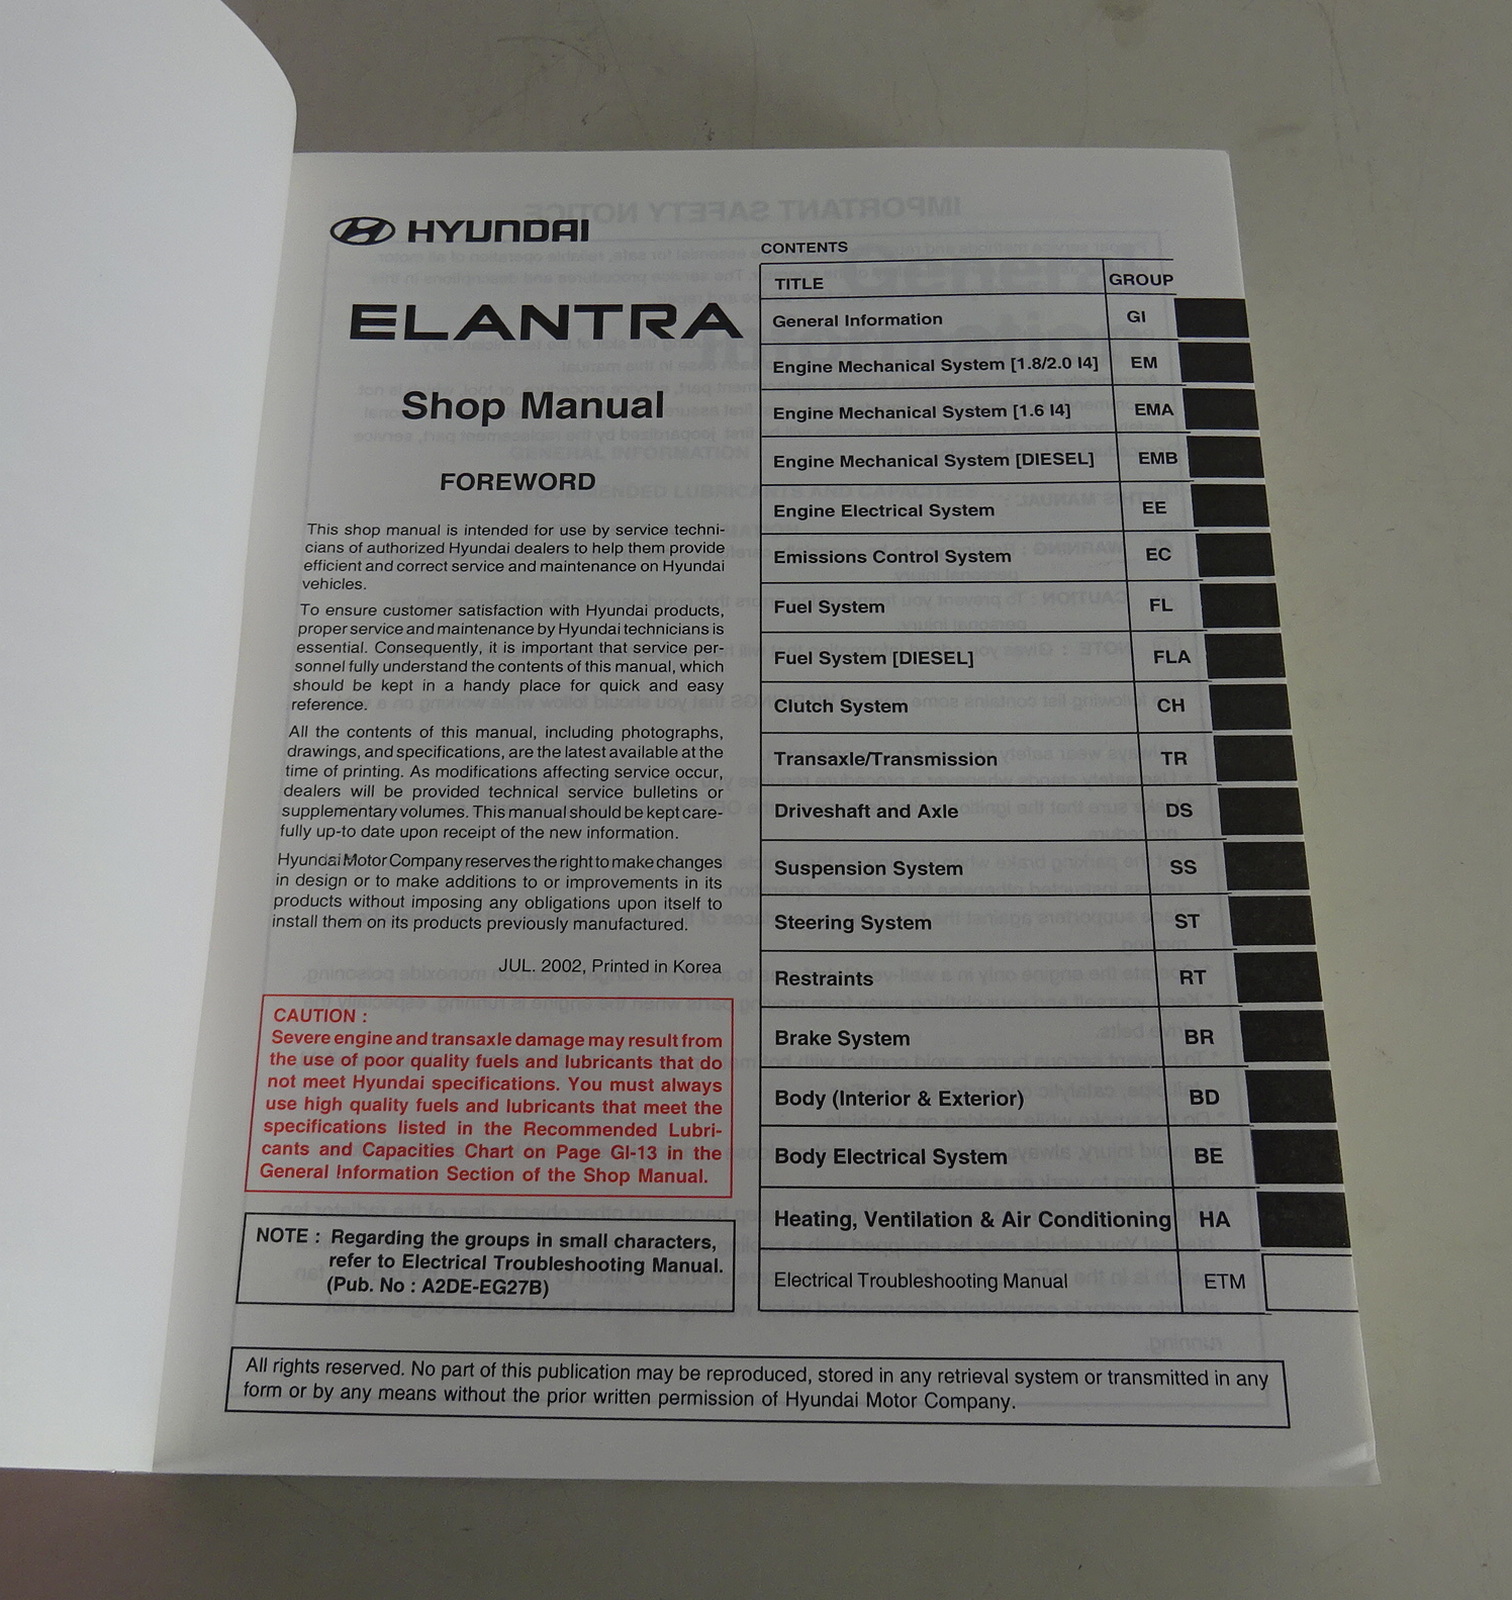 HYUNDAI
ELANTRA
Shop Manual
FOREWORD
This shop manual is intended for use by service techni-
cians of authorized Hyundai dealers to help them provide
efficient and correct service and maintenance on Hyundai
vehicles.
To ensure customer satisfaction with Hyundai products,
proper service and maintenance by Hyundai technicians is
essential. Consequently, it is important that service per-
sonnel fully understand the contents of this manual, which
should be kept in a handy place for quick and easy
reference.
All the contents of this manual, including photographs,
drawings, and specifications, are the latest available at the
time of printing. As modifications affecting service occur,
dealers will be provided technical service bulletins or
supplementary volumes. This manual should be kept care-
fully up-to date upon receipt of the new information.
Hyundai Motor Company reserves the right to make changes
in design or to make additions to or improvements in its
products without imposing any obligations upon itself to
install them on its products previously manufactured.
JUL. 2002, Printed in Korea
CAUTION :
Severe engine and transaxle damage may result from
the use of poor quality fuels and lubricants that do
not meet Hyundai specifications. You must always
use high quality fuels and lubricants that meet the
specifications listed in the Recommended Lubri-
cants and Capacities Chart on Page GI-13 in the
General Information Section of the Shop Manual.
NOTE : Regarding the groups in small characters,
refer to Electrical Troubleshooting Manual.
(Pub. No : A2DE-EG27B)
CONTENTS
TITLE GROUP
General Information GI
Engine Mechanical System [1.8/2.0 I4] EM
Engine Mechanical System [1.6 I4] EMA
Engine Mechanical System [DIESEL] EMB
Engine Electrical System EE
Emissions Control System EC
Fuel System FL
Fuel System [DIESEL] FLA
Clutch System CH
Transaxle/Transmission TR
Driveshaft and Axle DS
Suspension System SS
Steering System ST
Restraints RT
Brake System BR
Body (Interior & Exterior) BD
Body Electrical System BE
Heating, Ventilation & Air Conditioning HA
Electrical Troubleshooting Manual ETM
All rights reserved. No part of this publication may be reproduced, stored in any retrieval system or transmitted in any
form or by any means without the prior written permission of Hyundai Motor Company.